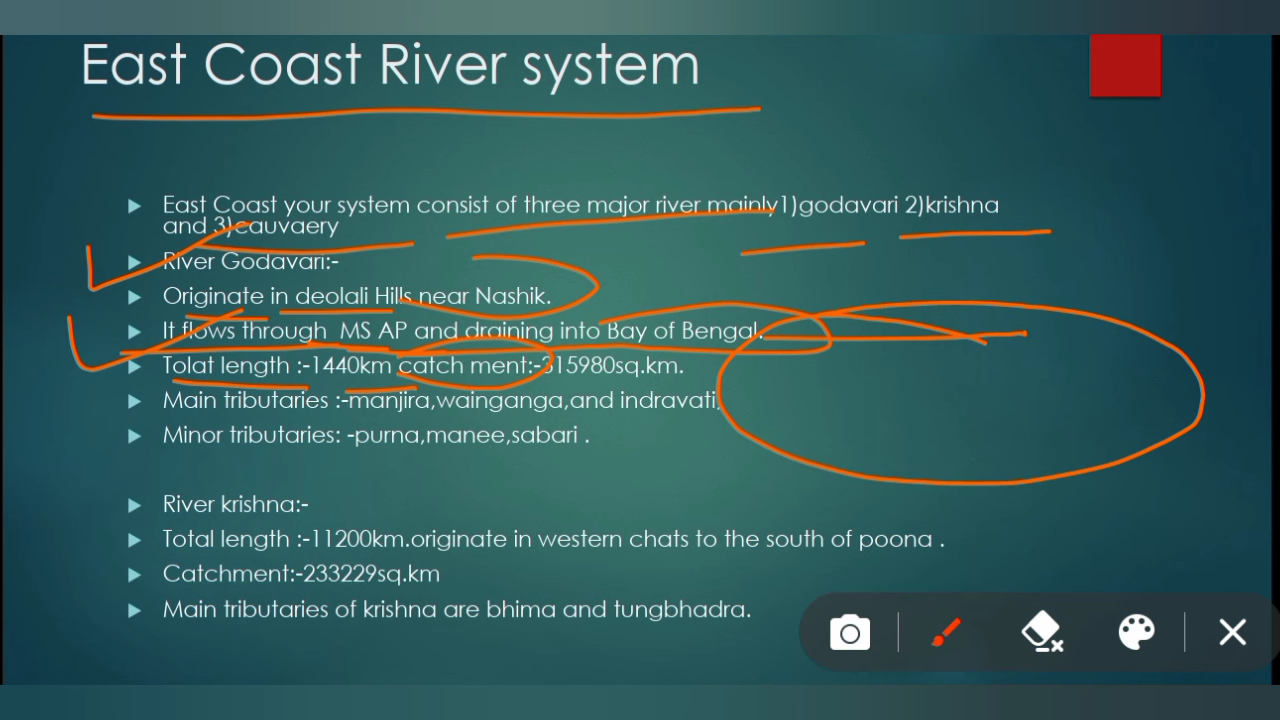 East Coast River system
East Coast your system consist of three major river mainly1)godavari 2)krishna
and 3)cauvaery
River Godavari:-
Originate in deolali Hills near Nashik.
It flows through  MS AP and draining into Bay of Bengal.
Tolat length :-1440km catch ment:-315980sq.km.
Main tributaries :-manjira,wainganga,and indravati,
Minor tributaries: -purna,manee,sabari .
River krishna:-
Total length :-11200km.originate in western chats to the south of poona .
Catchment:-233229sq.km
Main tributaries of krishna are bhima and tungbhadra.